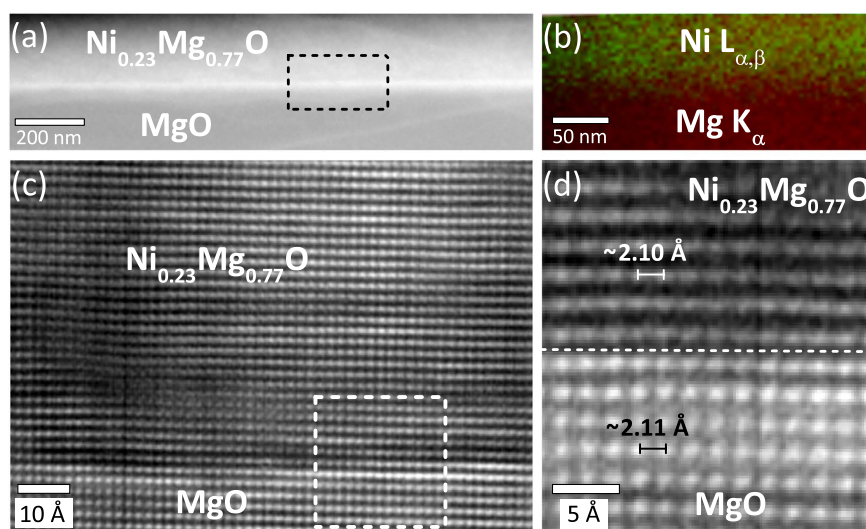 (a)
Ni0.23Mg0.77O
MgO
200 nm
(b)
Ni Lα,β
Mg Kα
50 nm
(c)
Ni0.23Mg0.77O
MgO
10 Å
(d)
Ni0.23Mg0.77O
~2.10 Å
~2.11 Å
MgO
5 Å